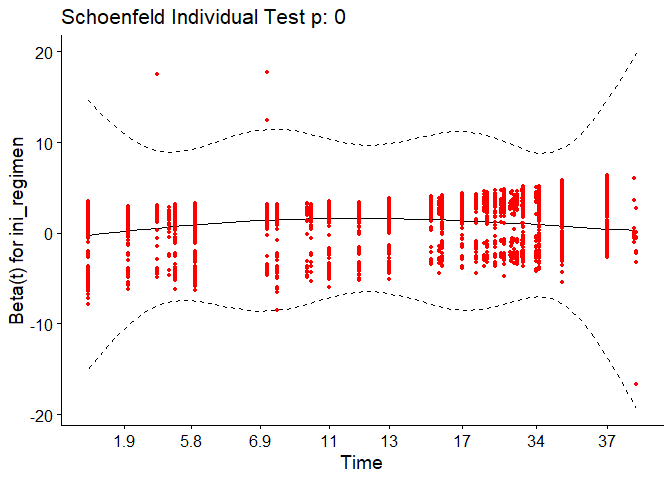 Schoenfeld Individual Test p: 0
20
10
0
-10
-20
Beta(t) for ini_regimen
1.9 5.8 6.9 11 13 17 34 37
Time